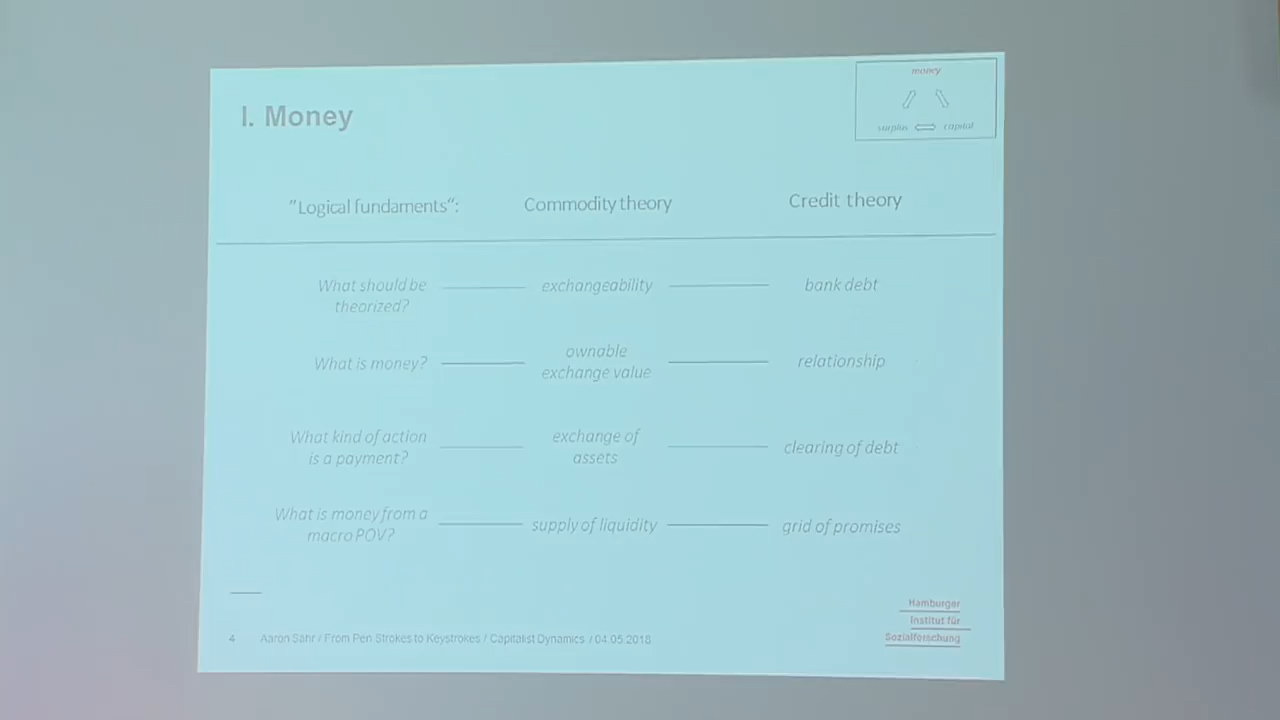 I. Money
money
surplus
capital
"Logical fundaments“:
Commodity theory
Credit theory
What should be
theorized?
exchangeability
bank debt
What is money?
ownable
exchange value
relationship
What kind of action
is a payment?
exchange of
assets
clearing of debt
What is money from a
macro POV?
supply of liquidity
grid of promises
4
Aaron Sahr / From Pen Strokes to Keystrokes / Capitalist Dynamics / 04.05.2018
Hamburger
Institut für
Sozialforschung